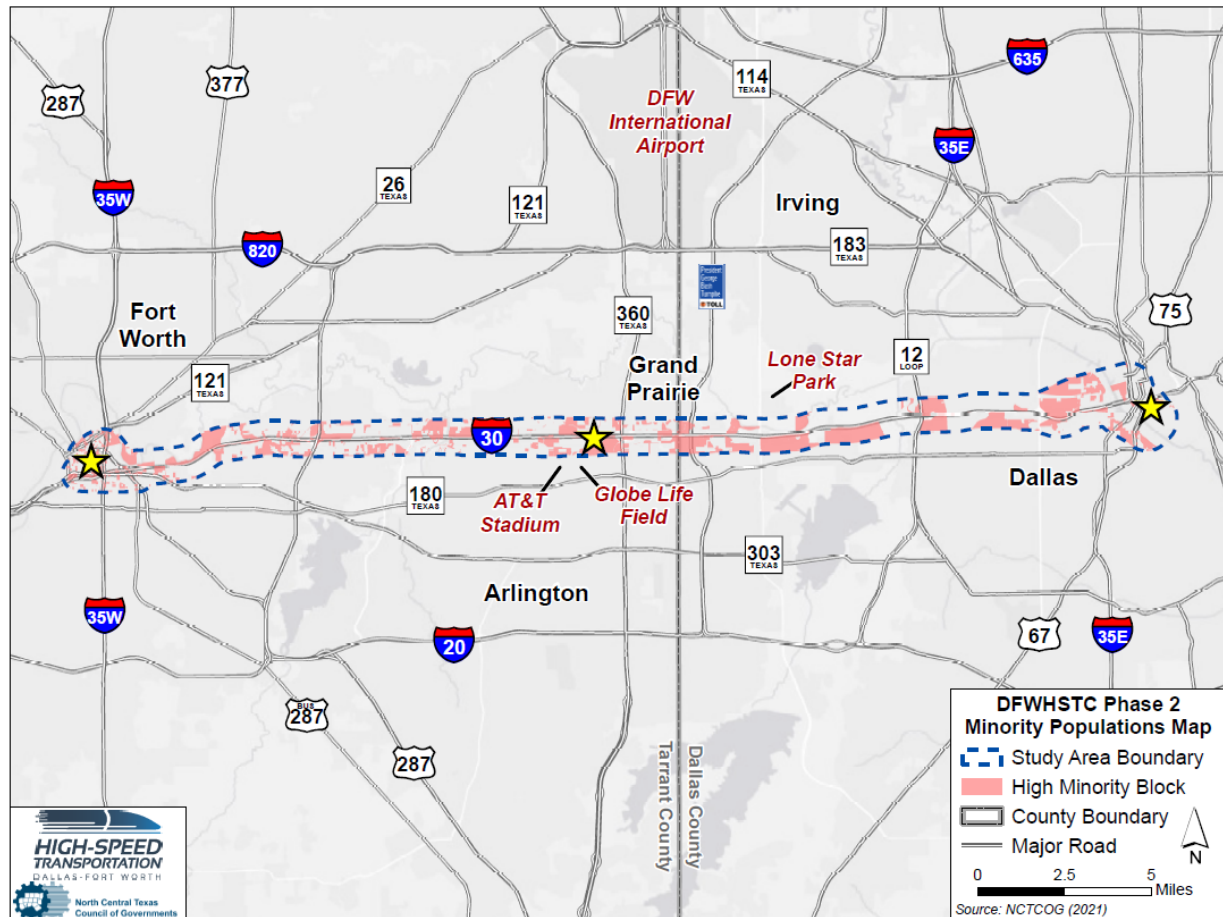 377
287
635
114
TEXAS
DFW
International
Airport
35E
26
TEXAS
35W
121
TEXAS
Irving
183
TEXAS
820
President
George
Bush
Turnpike
TOLL
75
Fort
Worth
360
TEXAS
Grand
Prairie
Lone Star
Park
12
LOOP
121
TEXAS
30
180
TEXAS
AT&T
Stadium
Globe Life
Field
Dallas
303
TEXAS
Arlington
35W
20
67
35E
BUS
287
287
Tarrant County
Dallas County
DFWHSTC Phase 2
Minority Populations Map
Study Area Boundary
High Minority Block
County Boundary
Major Road
N
0 2.5 5
Miles
Source: NCTCOG (2021)
HIGH-SPEED
TRANSPORTATION
DALLAS-FORT WORTH
North Central Texas
Council of Governments